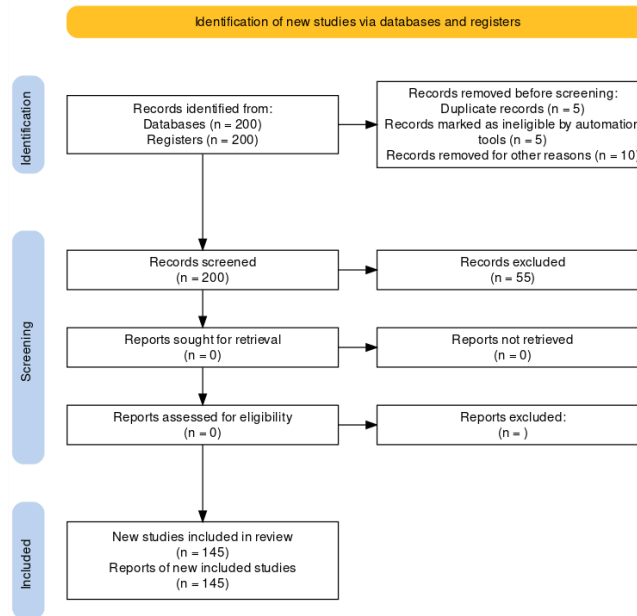 Identification of new studies via databases and registers
Identification
Records identified from:
Databases (n = 200)
Registers (n = 200)
Records removed before screening:
Duplicate records (n = 5)
Records marked as ineligible by automation
tools (n = 5)
Records removed for other reasons (n = 10)
Screening
Records screened
(n = 200)
Records excluded
(n = 55)
Reports sought for retrieval
(n = 0)
Reports not retrieved
(n = 0)
Reports assessed for eligibility
(n = 0)
Reports excluded:
(n = )
Included
New studies included in review
(n = 145)
Reports of new included studies
(n = 145)